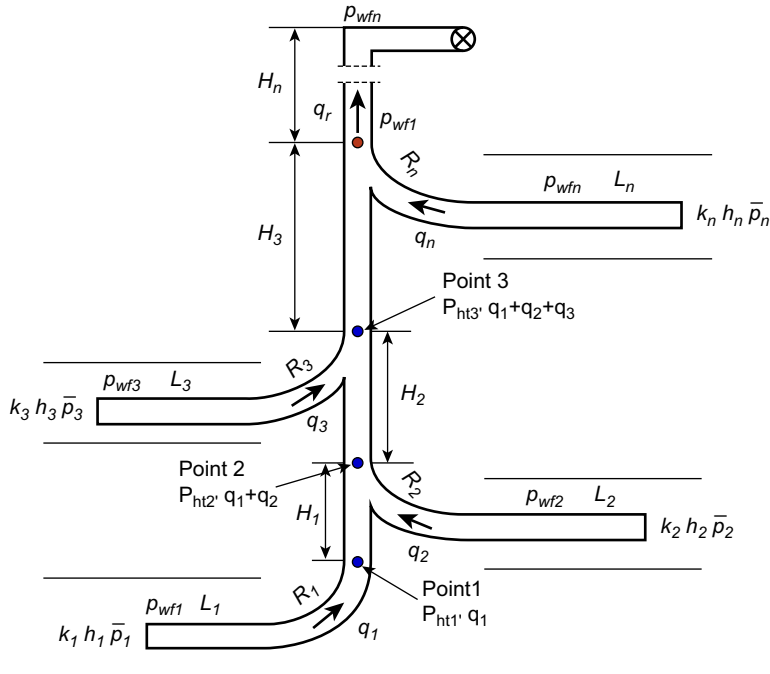 p_wfn
H_n
q_r
p_wf1
R_n
p_wfn L_n
k_n h_n p̅_n
q_n
H_3
Point 3
P_ht3' q_1+q_2+q_3
R_3
p_wf3 L_3
k_3 h_3 p̅_3
q_3
H_2
Point 2
P_ht2' q_1+q_2
H_1
R_2
p_wf2 L_2
k_2 h_2 p̅_2
q_2
Point1
P_ht1' q_1
R_1
p_wf1 L_1
k_1 h_1 p̅_1
q_1